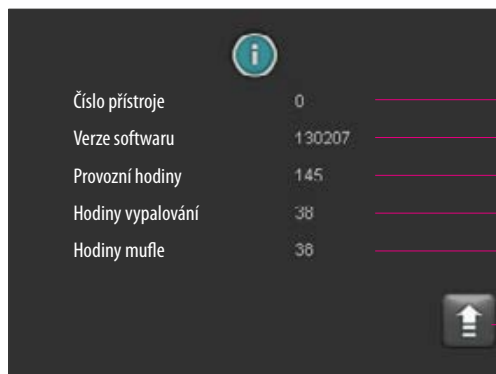 Číslo přístroje 0
Verze softwaru 130207
Provozní hodiny 145
Hodiny vypalování 38
Hodiny mufle 38